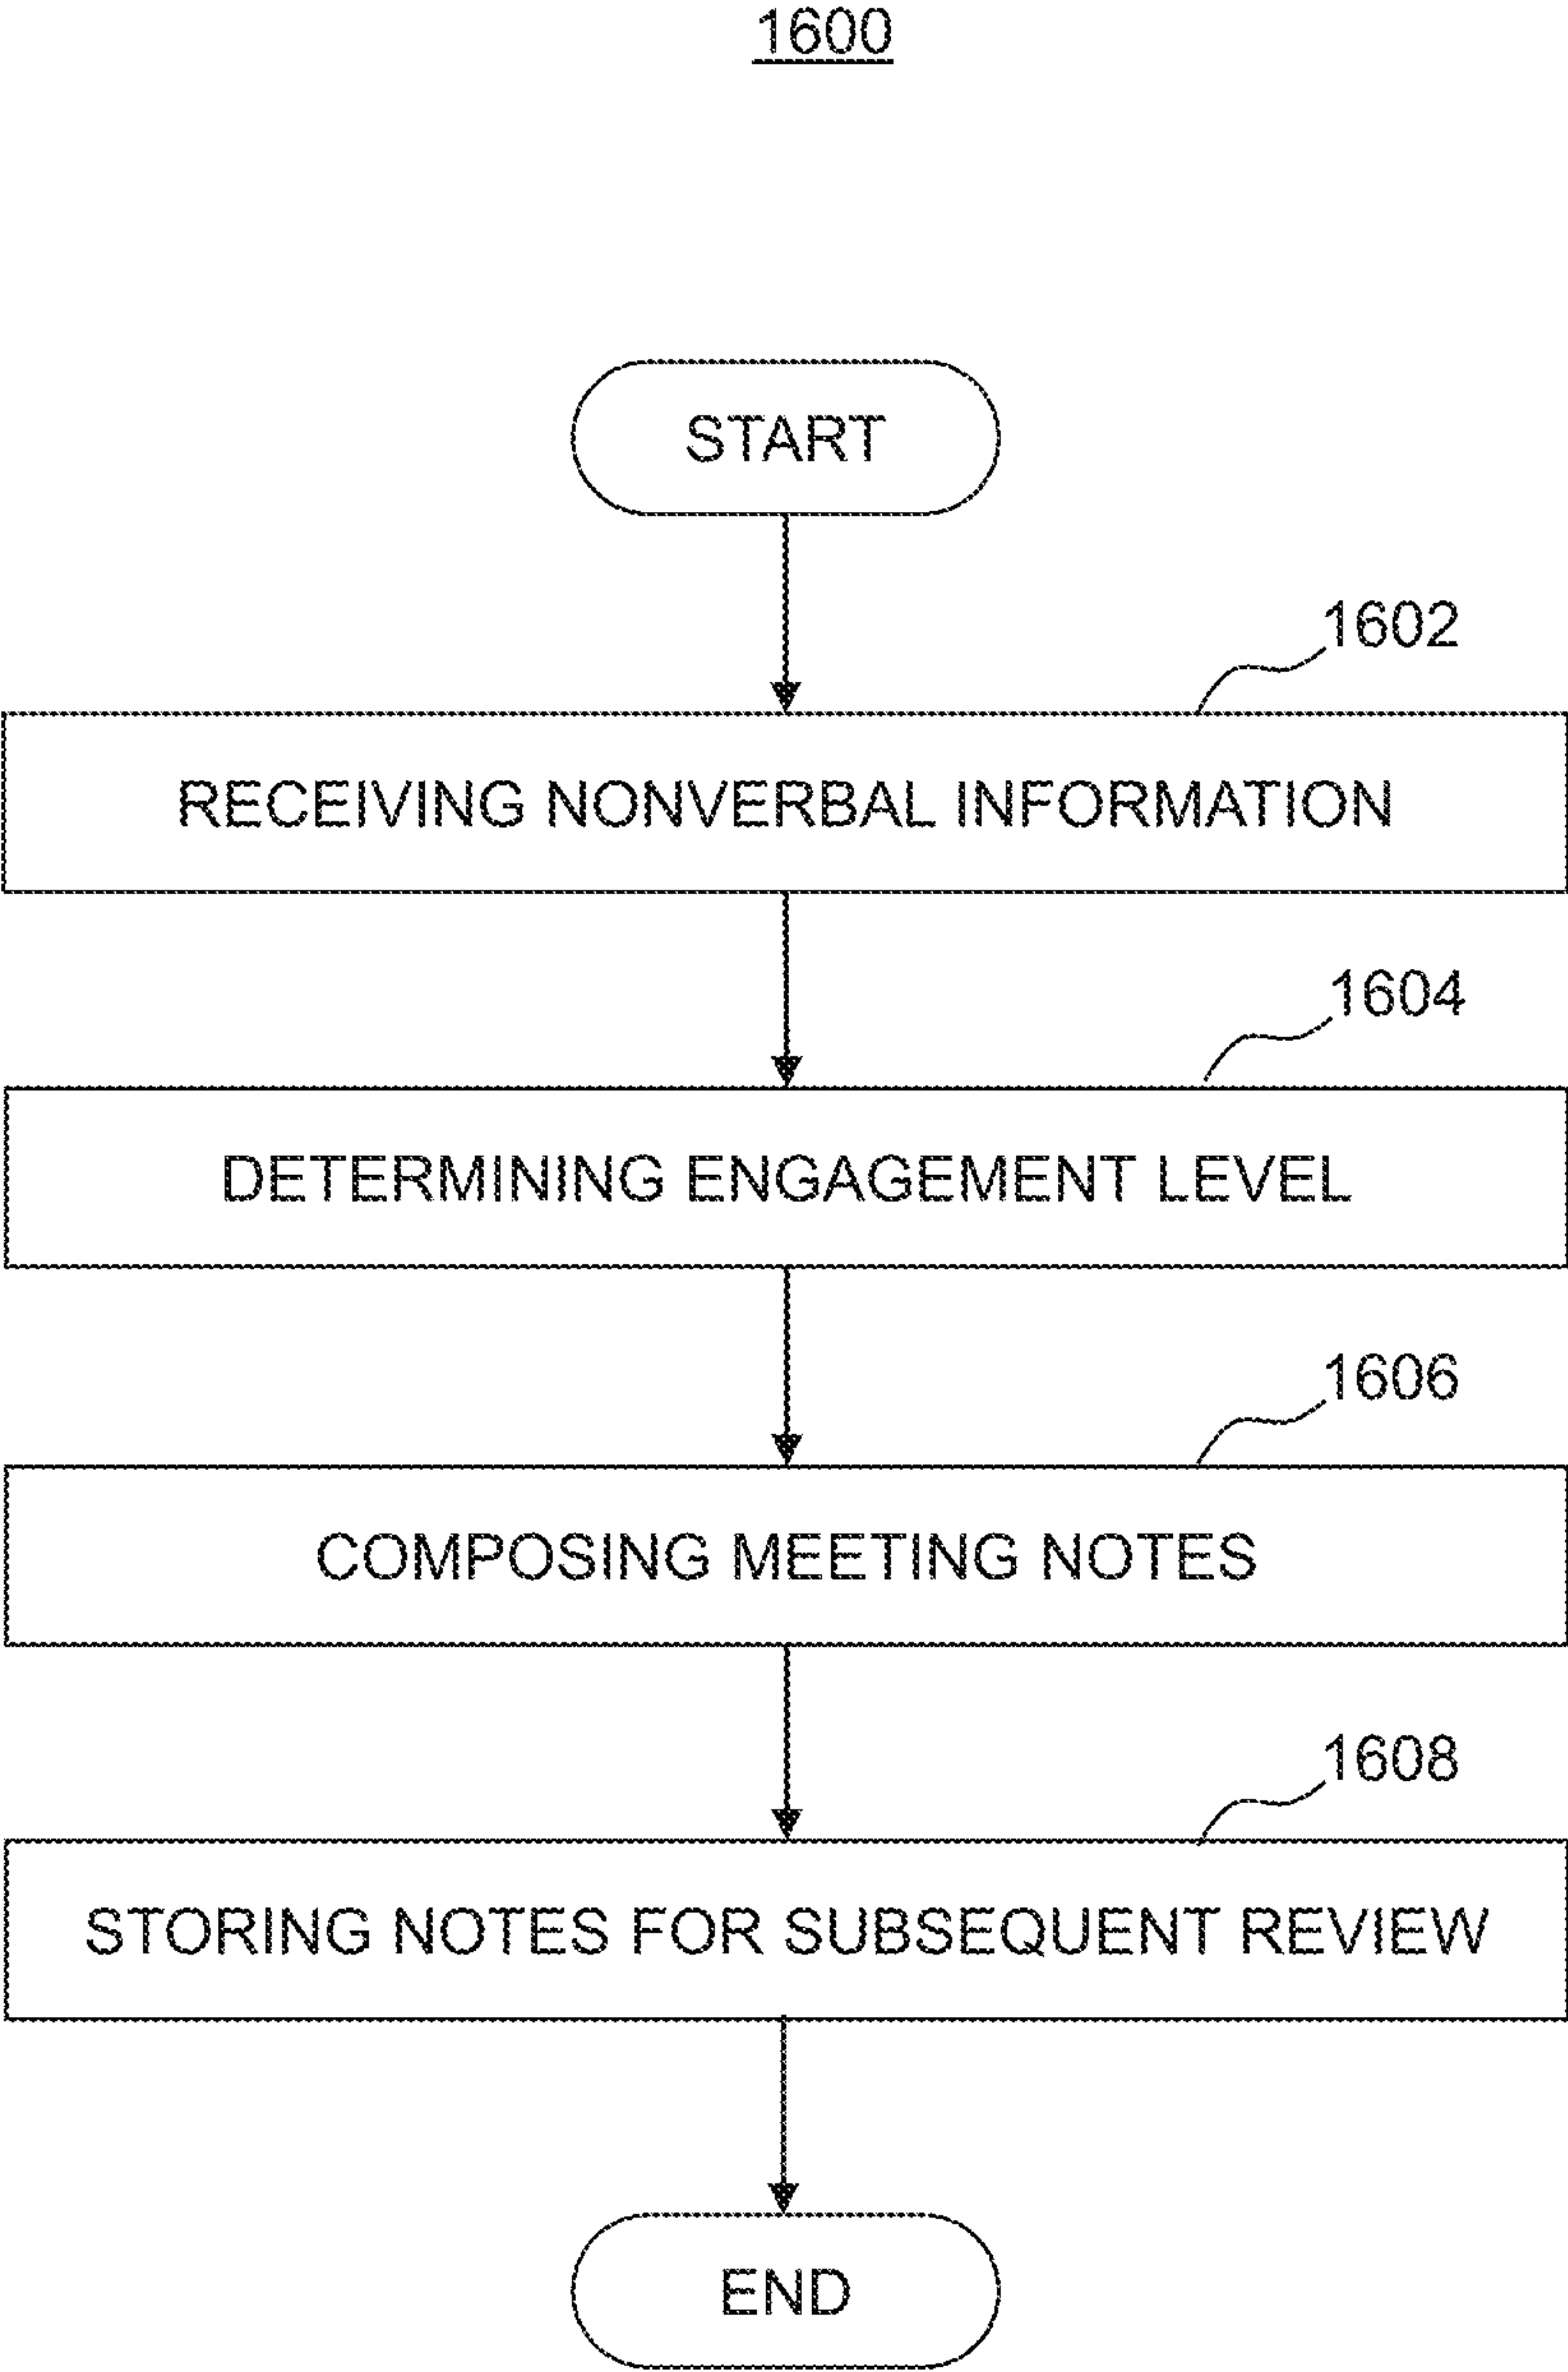 1600
START
1602
RECEIVING NONVERBAL INFORMATION
1604
DETERMINING ENGAGEMENT LEVEL
1606
COMPOSING MEETING NOTES
1608
STORING NOTES FOR SUBSEQUENT REVIEW
END